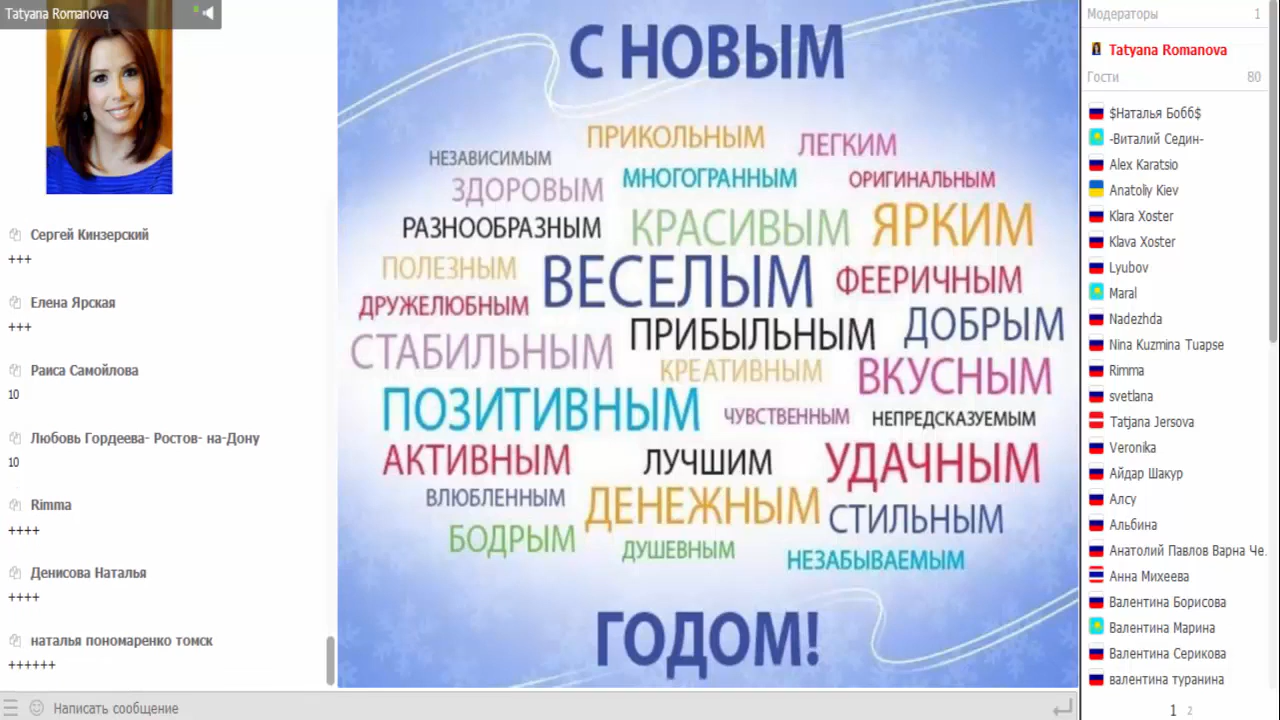 Tatyana Romanova
Сергей Кинзерский
+++
Елена Ярская
+++
Раиса Самойлова
10
Любовь Гордеева- Ростов- на-Дону
10
Rimma
++++
Денисова Наталья
++++
наталья пономаренко томск
++++++
Написать сообщение
С НОВЫМ
ПРИКОЛЬНЫМ ЛЕГКИМ
НЕЗАВИСИМЫМ
ЗДОРОВЫМ МНОГОГРАННЫМ ОРИГИНАЛЬНЫМ
РАЗНООБРАЗНЫМ КРАСИВЫМ ЯРКИМ
ПОЛЕЗНЫМ ВЕСЕЛЫМ ФЕЕРИЧНЫМ
ДРУЖЕЛЮБНЫМ
СТАБИЛЬНЫМ ПРИБЫЛЬНЫМ ДОБРЫМ
КРЕАТИВНЫМ ВКУСНЫМ
ПОЗИТИВНЫМ ЧУВСТВЕННЫМ НЕПРЕДСКАЗУЕМЫМ
АКТИВНЫМ ЛУЧШИМ УДАЧНЫМ
ВЛЮБЛЕННЫМ ДЕНЕЖНЫМ СТИЛЬНЫМ
БОДРЫМ ДУШЕВНЫМ НЕЗАБЫВАЕМЫМ
ГОДОМ!
Модераторы 1
Tatyana Romanova
Гости 80
$Наталья Бобб$
-Виталий Седин-
Alex Karatsio
Anatoliy Kiev
Klara Xoster
Klava Xoster
Lyubov
Maral
Nadezhda
Nina Kuzmina Tuapse
Rimma
svetlana
Tatjana Jersova
Veronika
Айдар Шакур
Алсу
Альбина
Анатолий Павлов Варна Че.
Анна Михеева
Валентина Борисова
Валентина Марина
Валентина Серикова
валентина туранина
1 2